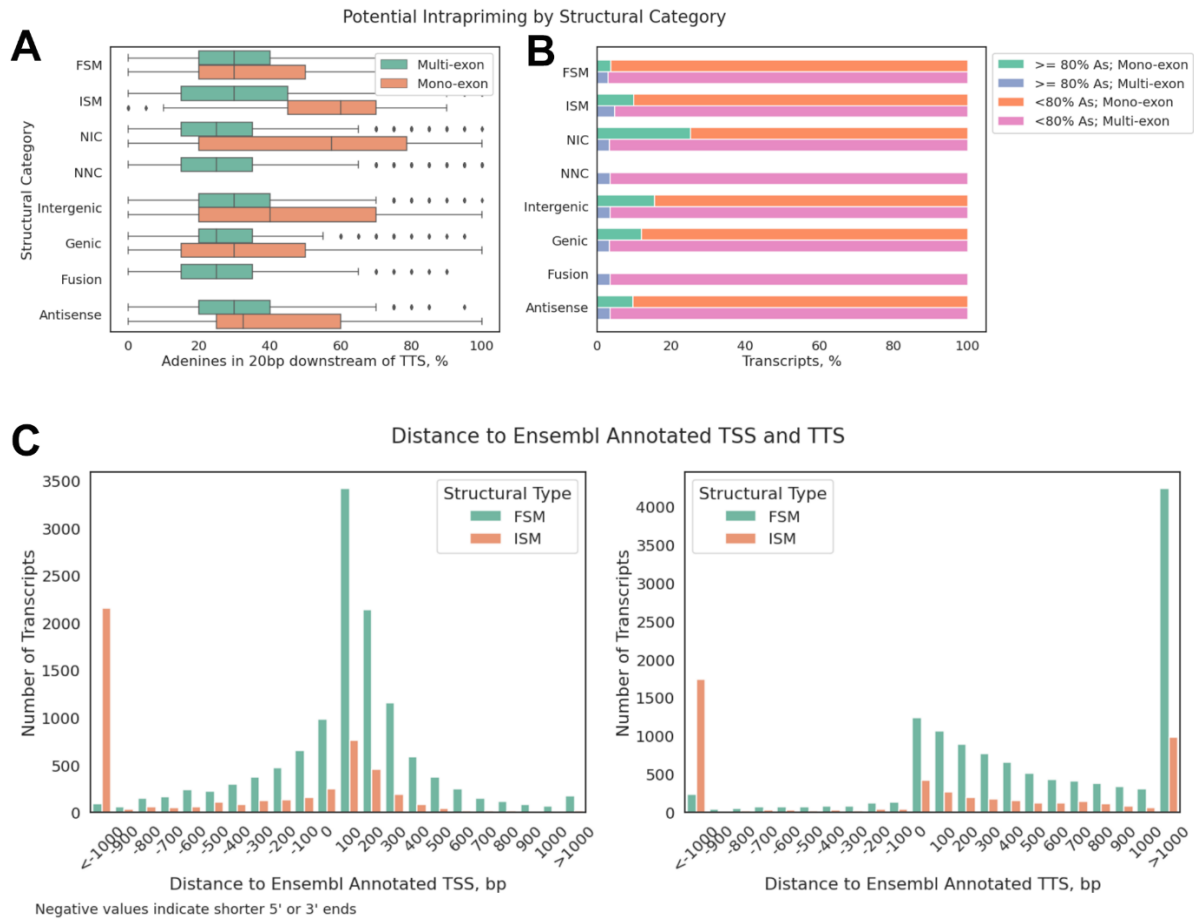 Potential Intrapriming by Structural Category
A
Structural Category
FSM
ISM
NIC
NNC
Intergenic
Genic
Fusion
Antisense
Multi-exon
Mono-exon
0 20 40 60 80 100
Adenines in 20bp downstream of TTS, %
B
FSM
ISM
NIC
NNC
Intergenic
Genic
Fusion
Antisense
0 20 40 60 80 100
Transcripts, %
>= 80% As; Mono-exon
>= 80% As; Multi-exon
<80% As; Mono-exon
<80% As; Multi-exon
C
Distance to Ensembl Annotated TSS and TTS
Number of Transcripts
3500
3000
2500
2000
1500
1000
500
0
Structural Type
FSM
ISM
<-1000 -900 -800 -700 -600 -500 -400 -300 -200 -100 0 100 200 300 400 500 600 700 800 900 1000 >1000
Distance to Ensembl Annotated TSS, bp
Number of Transcripts
4000
3500
3000
2500
2000
1500
1000
500
0
Structural Type
FSM
ISM
<-1000 -900 -800 -700 -600 -500 -400 -300 -200 -100 0 100 200 300 400 500 600 700 800 900 1000 >1000
Distance to Ensembl Annotated TTS, bp
Negative values indicate shorter 5' or 3' ends